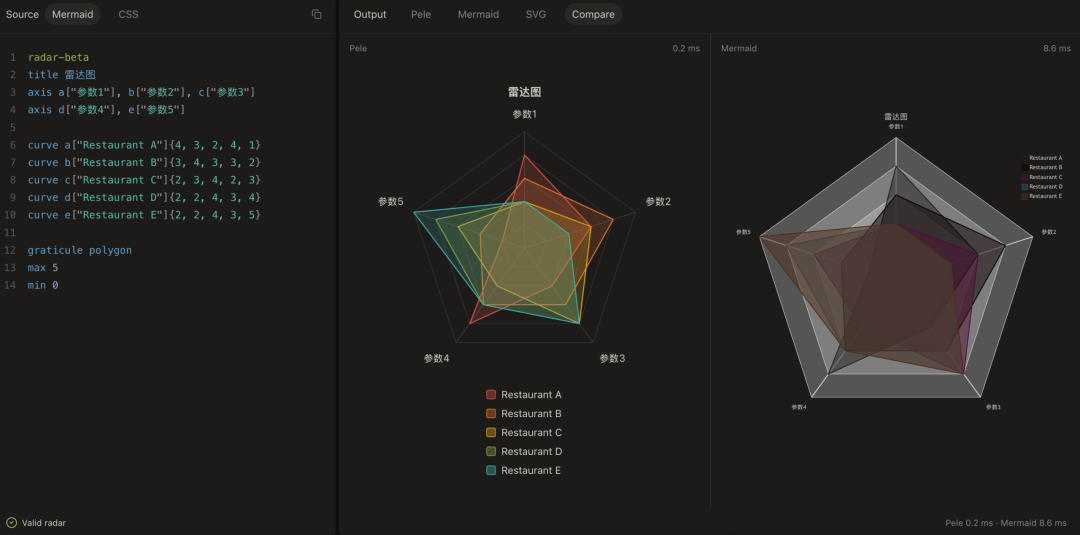 Source Mermaid CSS
Output Pele Mermaid SVG Compare
1 radar-beta
2 title 雷达图
3 axis a["参数1"], b["参数2"], c["参数3"]
4 axis d["参数4"], e["参数5"]
5
6 curve a["Restaurant A"]{4, 3, 2, 4, 1}
7 curve b["Restaurant B"]{3, 4, 3, 3, 2}
8 curve c["Restaurant C"]{2, 3, 4, 2, 3}
9 curve d["Restaurant D"]{2, 2, 4, 3, 4}
10 curve e["Restaurant E"]{2, 2, 4, 3, 5}
11
12 graticule polygon
13 max 5
14 min 0
Valid radar
Pele 0.2 ms
雷达图
参数1
参数5 参数2
参数4 参数3
Restaurant A
Restaurant B
Restaurant C
Restaurant D
Restaurant E
Mermaid 8.6 ms
雷达图
参数1
Restaurant A
Restaurant B
Restaurant C
Restaurant D
Restaurant E
参数5 参数2
参数4 参数3
Pele 0.2 ms · Mermaid 8.6 ms